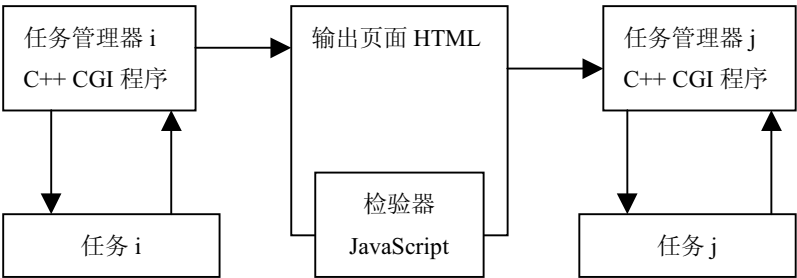 任务管理器 i
C++ CGI 程序
输出页面 HTML
任务管理器 j
C++ CGI 程序
检验器
JavaScript
任务 i
任务 j